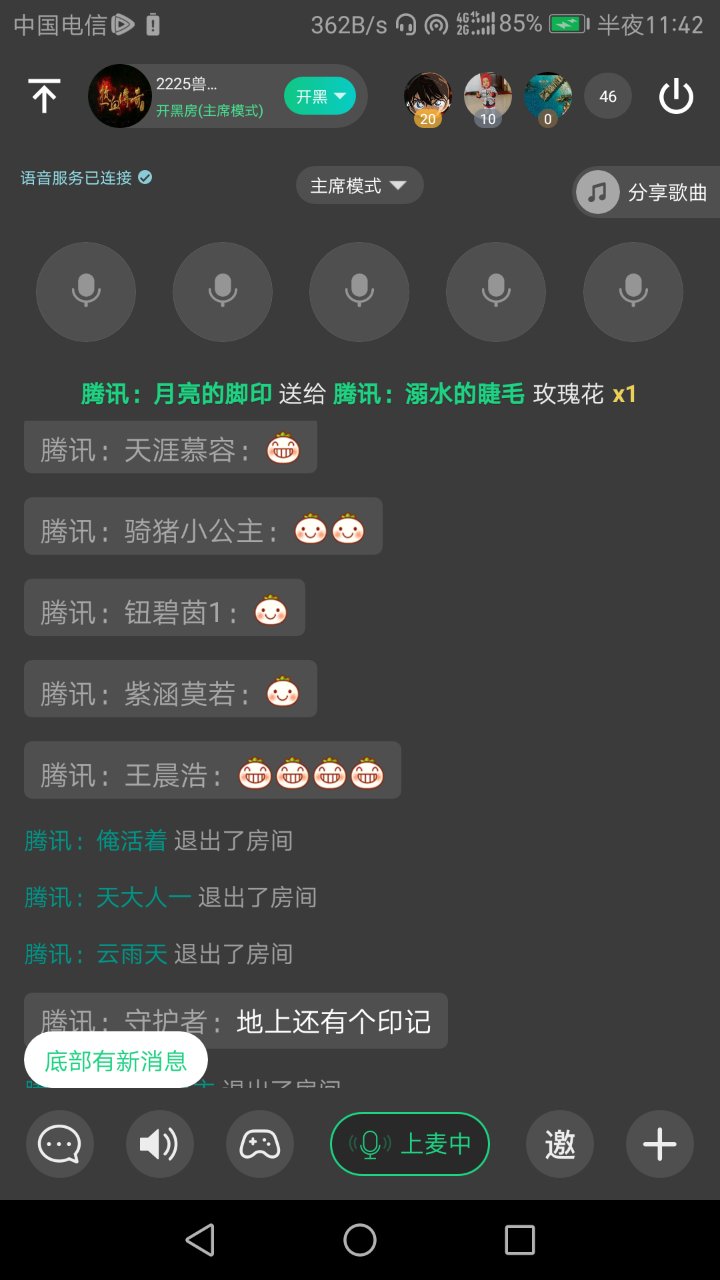 中国电信 362B/s 4G 2G 85% 半夜11:42
2225兽...
开黑房(主席模式)
开黑
20 10 0 46
语音服务已连接 主席模式 分享歌曲
腾讯：月亮的脚印 送给 腾讯：溺水的睫毛 玫瑰花 x1
腾讯：天涯慕容：
腾讯：骑猪小公主：
腾讯：钮碧茵1：
腾讯：紫涵莫若：
腾讯：王晨浩：
腾讯：俺活着 退出了房间
腾讯：天大人一 退出了房间
腾讯：云雨天 退出了房间
腾讯：守护者：地上还有个印记
底部有新消息
退出了房间
上麦中 邀